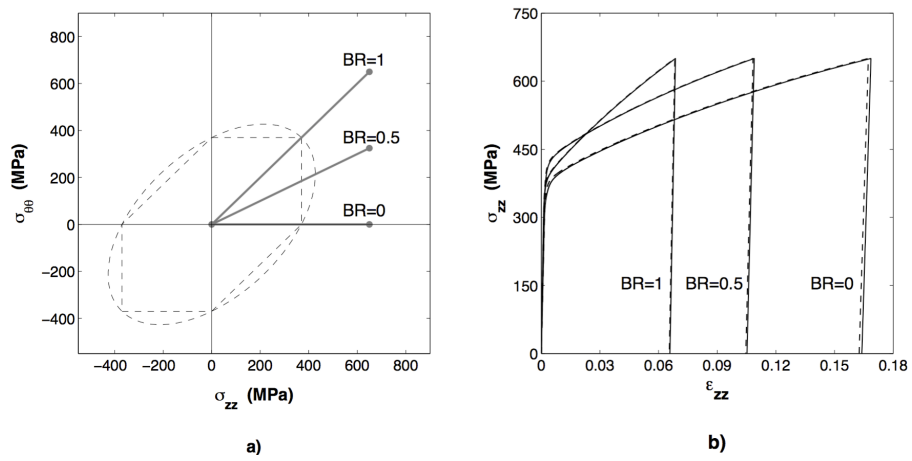 800
600
400
200
0
−200
−400
σθθ (MPa)
−400 −200 0 200 400 600 800
σzz (MPa)
BR=1
BR=0.5
BR=0
a)
750
600
450
300
150
0
σzz (MPa)
BR=1 BR=0.5 BR=0
0 0.03 0.06 0.09 0.12 0.15 0.18
εzz
b)